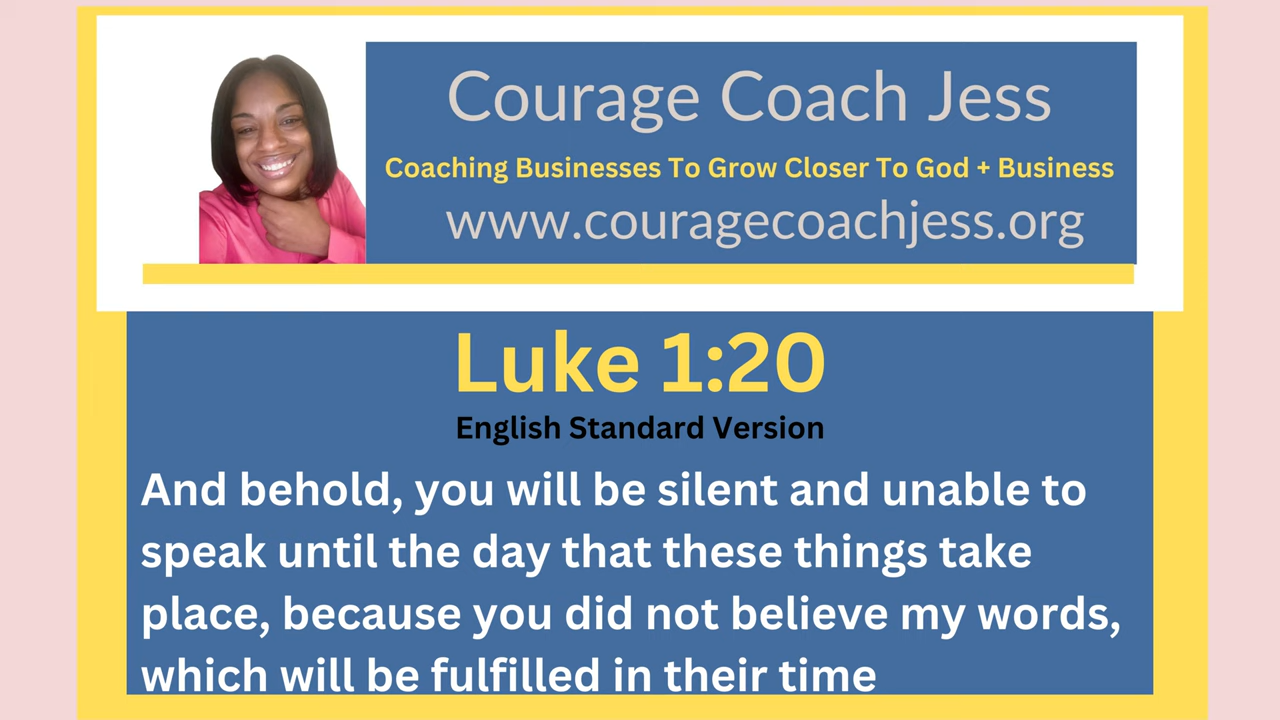 Courage Coach Jess
Coaching Businesses To Grow Closer To God + Business
www.couragecoachjess.org
Luke 1:20
English Standard Version
And behold, you will be silent and unable to
speak until the day that these things take
place, because you did not believe my words,
which will be fulfilled in their time